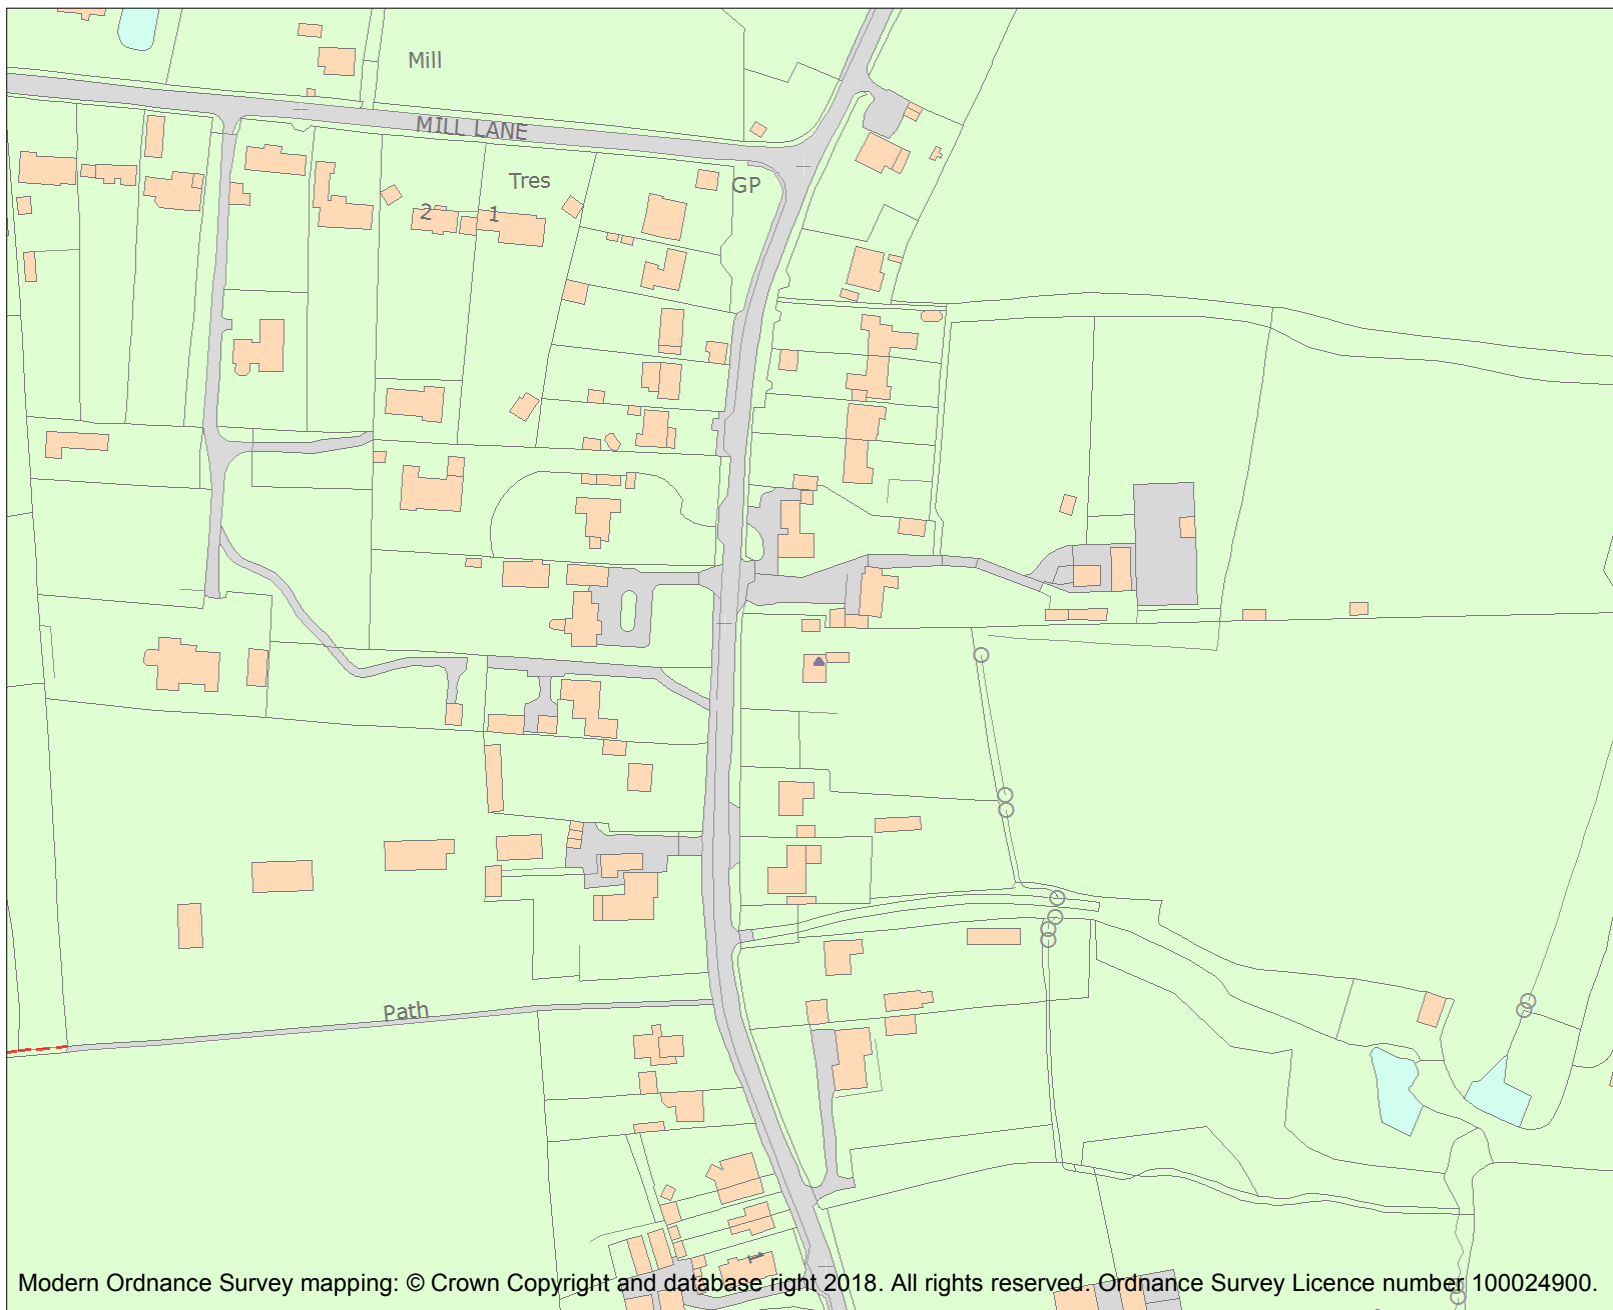 Mill
MILL LANE
Tres
GP
2
1
Path
1
Modern Ordnance Survey mapping: © Crown Copyright and database right 2018. All rights reserved. Ordnance Survey Licence number 100024900.